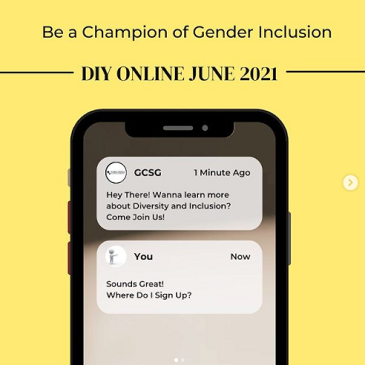 Be a Champion of Gender Inclusion
DIY ONLINE JUNE 2021
GCSG 1 Minute Ago
Hey There! Wanna learn more
about Diversity and Inclusion?
Come Join Us!
You Now
Sounds Great!
Where Do I Sign Up?